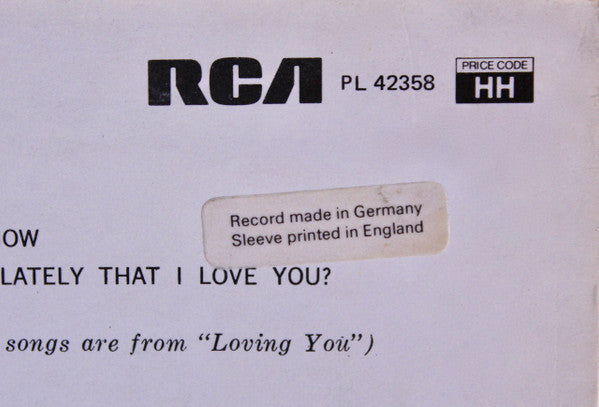 RCA PL 42358 PRICE CODE
HH
Record made in Germany
Sleeve printed in England
OW
LATELY THAT I LOVE YOU?
songs are from “Loving You”)